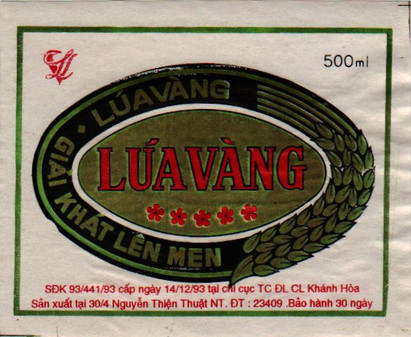 500ml
LÚAVÀNG
GIẢI KHÁT LÊN MEN
LÚAVÀNG
SĐK 93/441/93 cấp ngày 14/12/93 tại chi cục TC ĐL CL Khánh Hòa
Sản xuất tại 30/4 Nguyễn Thiện Thuật NT. ĐT : 23409 .Bảo hành 30 ngày